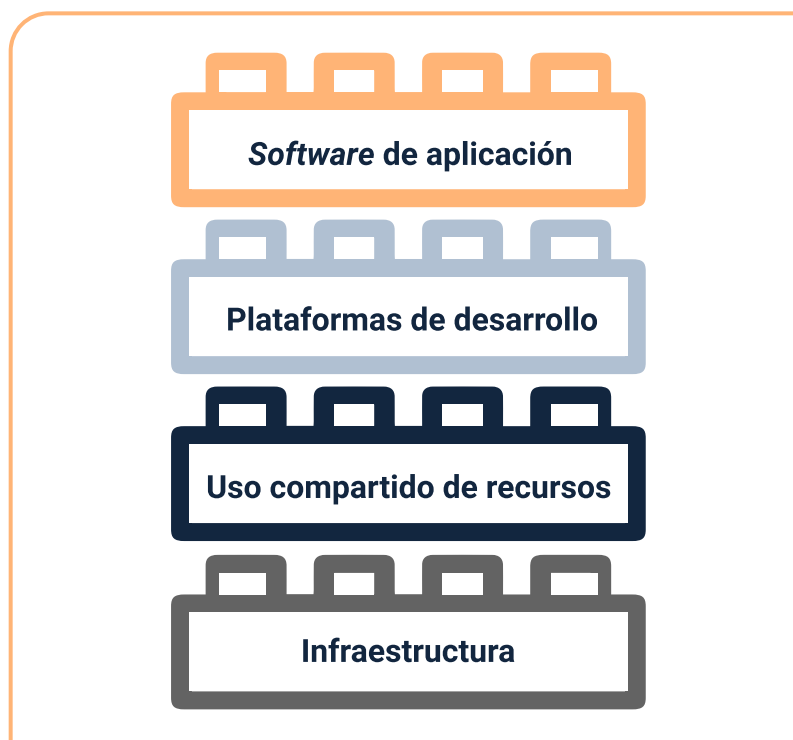 Software de aplicación
Plataformas de desarrollo
Uso compartido de recursos
Infraestructura